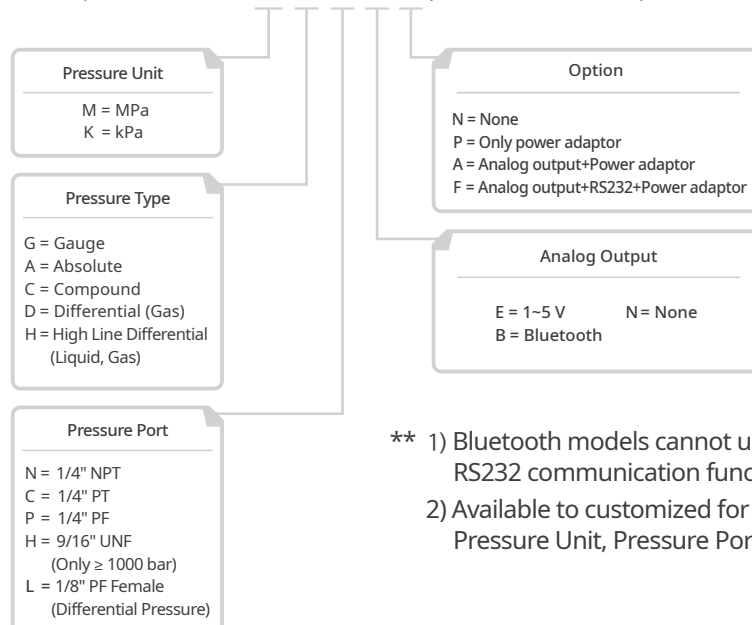 Pressure Unit
M = MPa
K = kPa
Pressure Type
G = Gauge
A = Absolute
C = Compound
D = Differential (Gas)
H = High Line Differential
(Liquid, Gas)
Pressure Port
N = 1/4" NPT
C = 1/4" PT
P = 1/4" PF
H = 9/16" UNF
(Only ≥ 1000 bar)
L = 1/8" PF Female
(Differential Pressure)
Option
N = None
P = Only power adaptor
A = Analog output+Power adaptor
F = Analog output+RS232+Power adaptor
Analog Output
E = 1~5 V N = None
B = Bluetooth
** 1) Bluetooth models cannot
RS232 communication
2) Available to customized for
Pressure Unit, Pressure